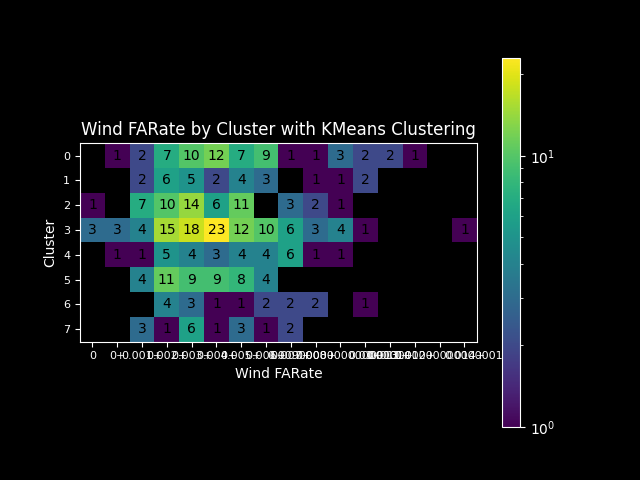 Wind FARate by Cluster with KMeans Clustering
0 1 2 7 10 12 7 9 1 1 3 2 2 1
1 2 6 5 2 4 3 1 1 2
2 1 7 10 14 6 11 3 2 1
3 3 3 4 15 18 23 12 10 6 3 4 1 1
4 1 1 5 4 3 4 4 6 1 1
5 4 11 9 9 8 4
6 4 3 1 1 2 2 2 1
7 3 1 6 1 3 1 2
Cluster
0
Wind FARate
10¹
10⁰